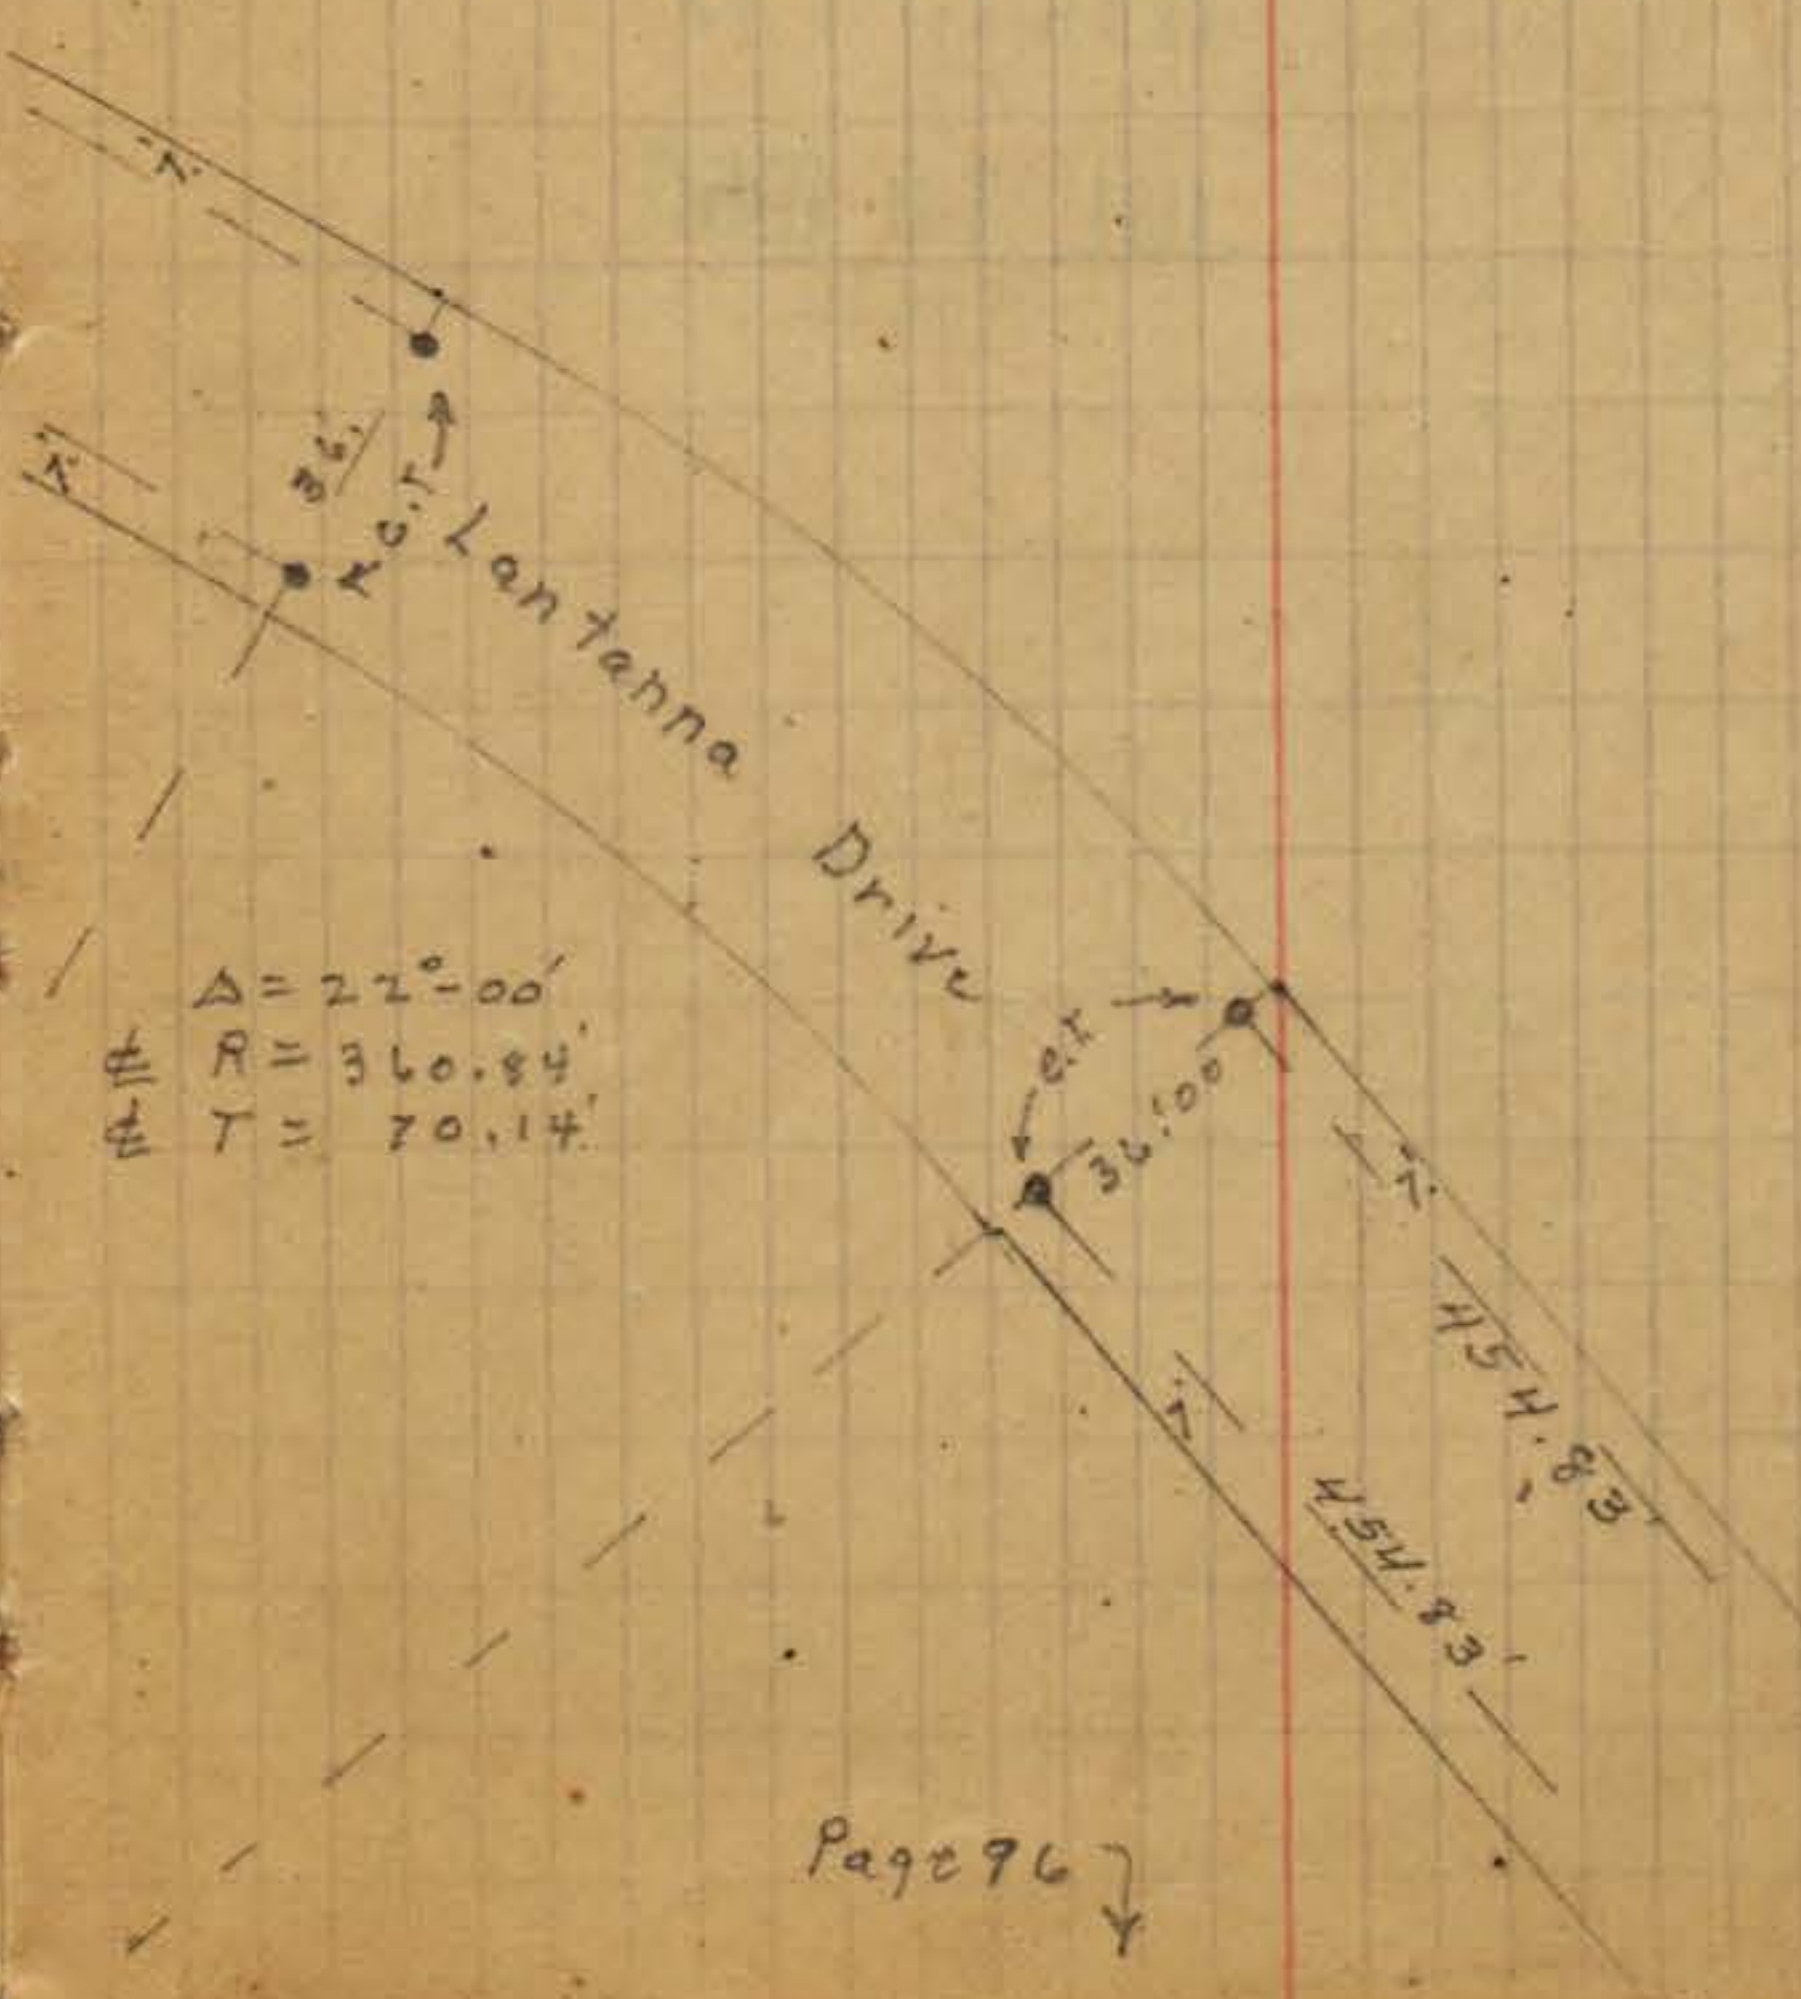 7'
36'
7'
P.C.T
Lantanna Drive
Δ = 22°-00'
℄ R = 360.84'
℄ T = 70.14'
36.'00
7'
454.83'
7'
454.83'
Page 96